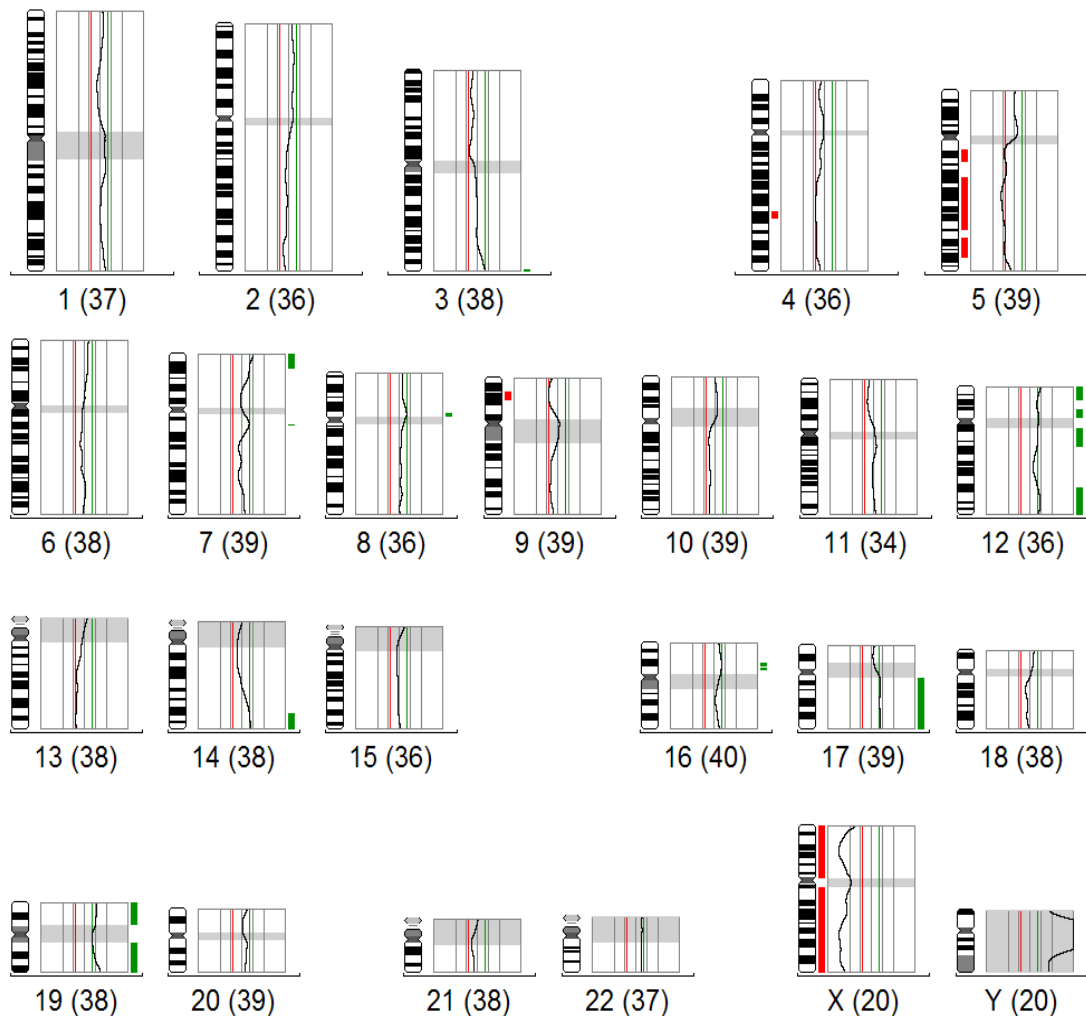 1 (37) 2 (36) 3 (38) 4 (36) 5 (39)
6 (38) 7 (39) 8 (36) 9 (39) 10 (39) 11 (34) 12 (36)
13 (38) 14 (38) 15 (36) 16 (40) 17 (39) 18 (38)
19 (38) 20 (39) 21 (38) 22 (37) X (20) Y (20)